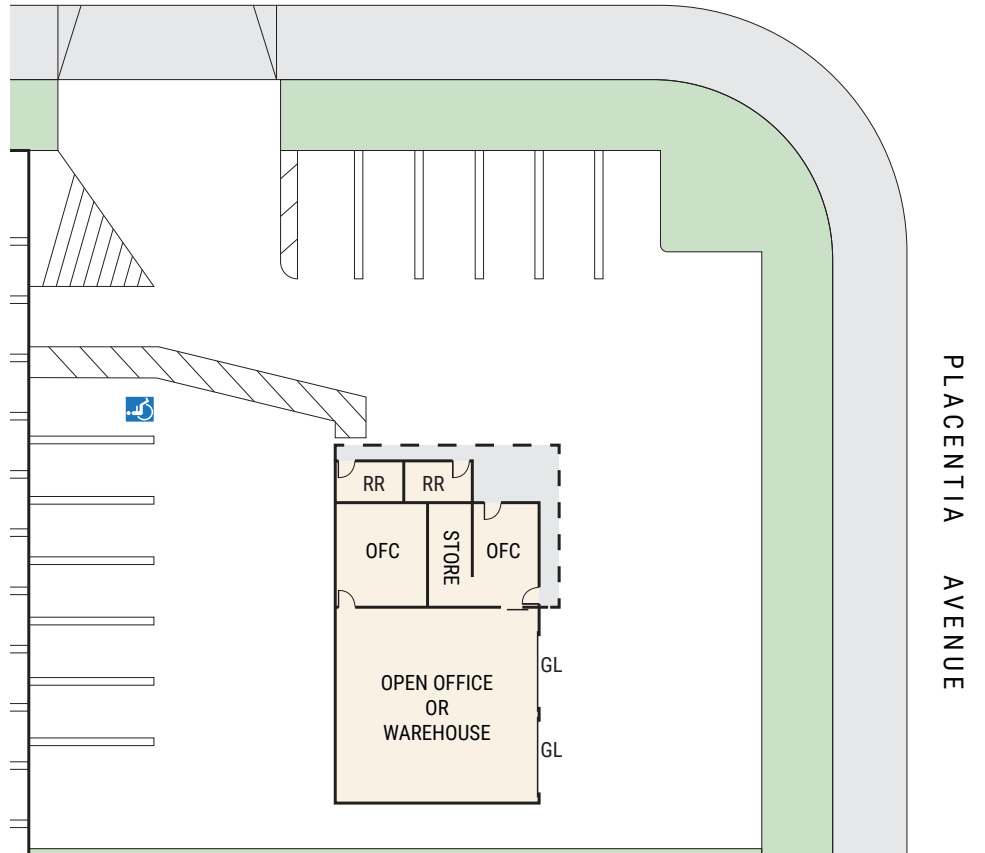 RR
RR
OFC
STORE
OFC
OPEN OFFICE
OR
WAREHOUSE
GL
GL
PLACENTIA AVENUE